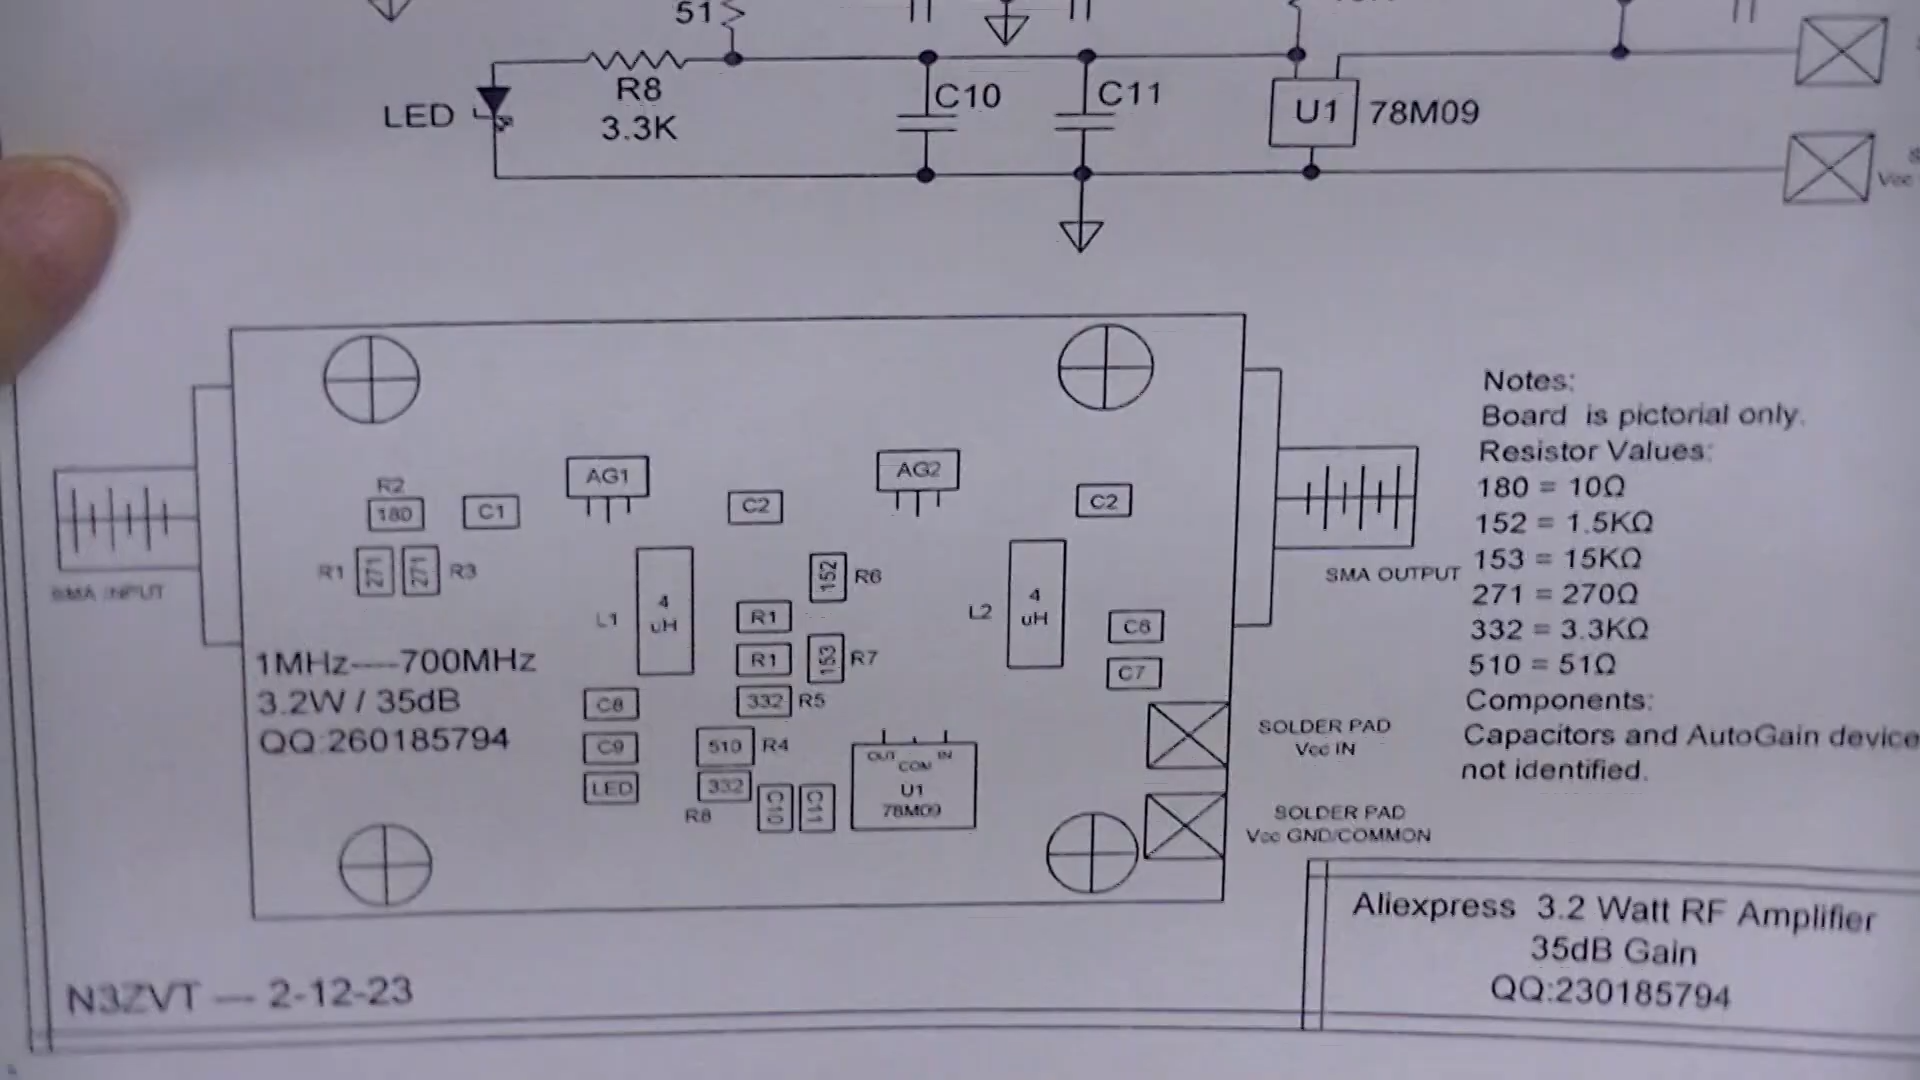 51
LED
R8
3.3K
C10
C11
U1
78M09
Vcc
R2
180
C1
AG1
C2
AG2
C2
R1
271
271
R3
SMA INPUT
L1
4
uH
152
R6
R1
R1
153
R7
332
R5
L2
4
uH
C6
C7
SMA OUTPUT
1MHz----700MHz
3.2W / 35dB
QQ:260185794
C8
C9
LED
510
R4
332
R8
C10
C11
OUT
COM
IN
U1
78M09
SOLDER PAD
Vcc IN
SOLDER PAD
Vcc GND/COMMON
Notes:
Board is pictorial only.
Resistor Values:
180 = 10Ω
152 = 1.5KΩ
153 = 15KΩ
271 = 270Ω
332 = 3.3KΩ
510 = 51Ω
Components:
Capacitors and AutoGain device
not identified.
N3ZVT — 2-12-23
Aliexpress 3.2 Watt RF Amplifier
35dB Gain
QQ:230185794